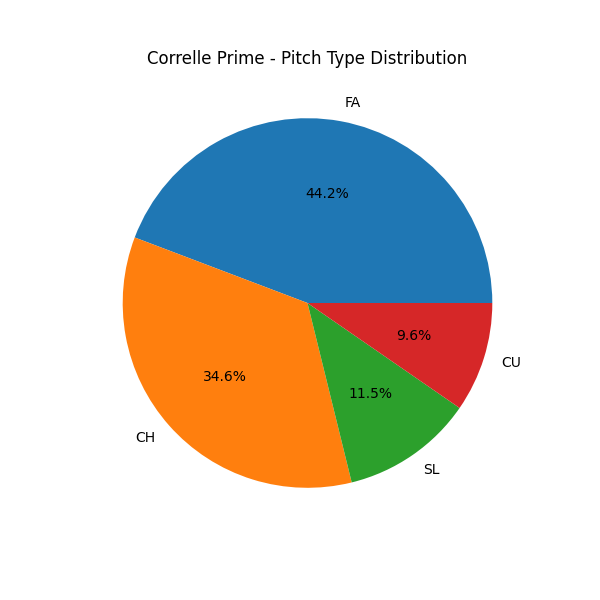 Correlle Prime - Pitch Type Distribution
FA
44.2%
9.6%
CU
34.6%
11.5%
CH
SL